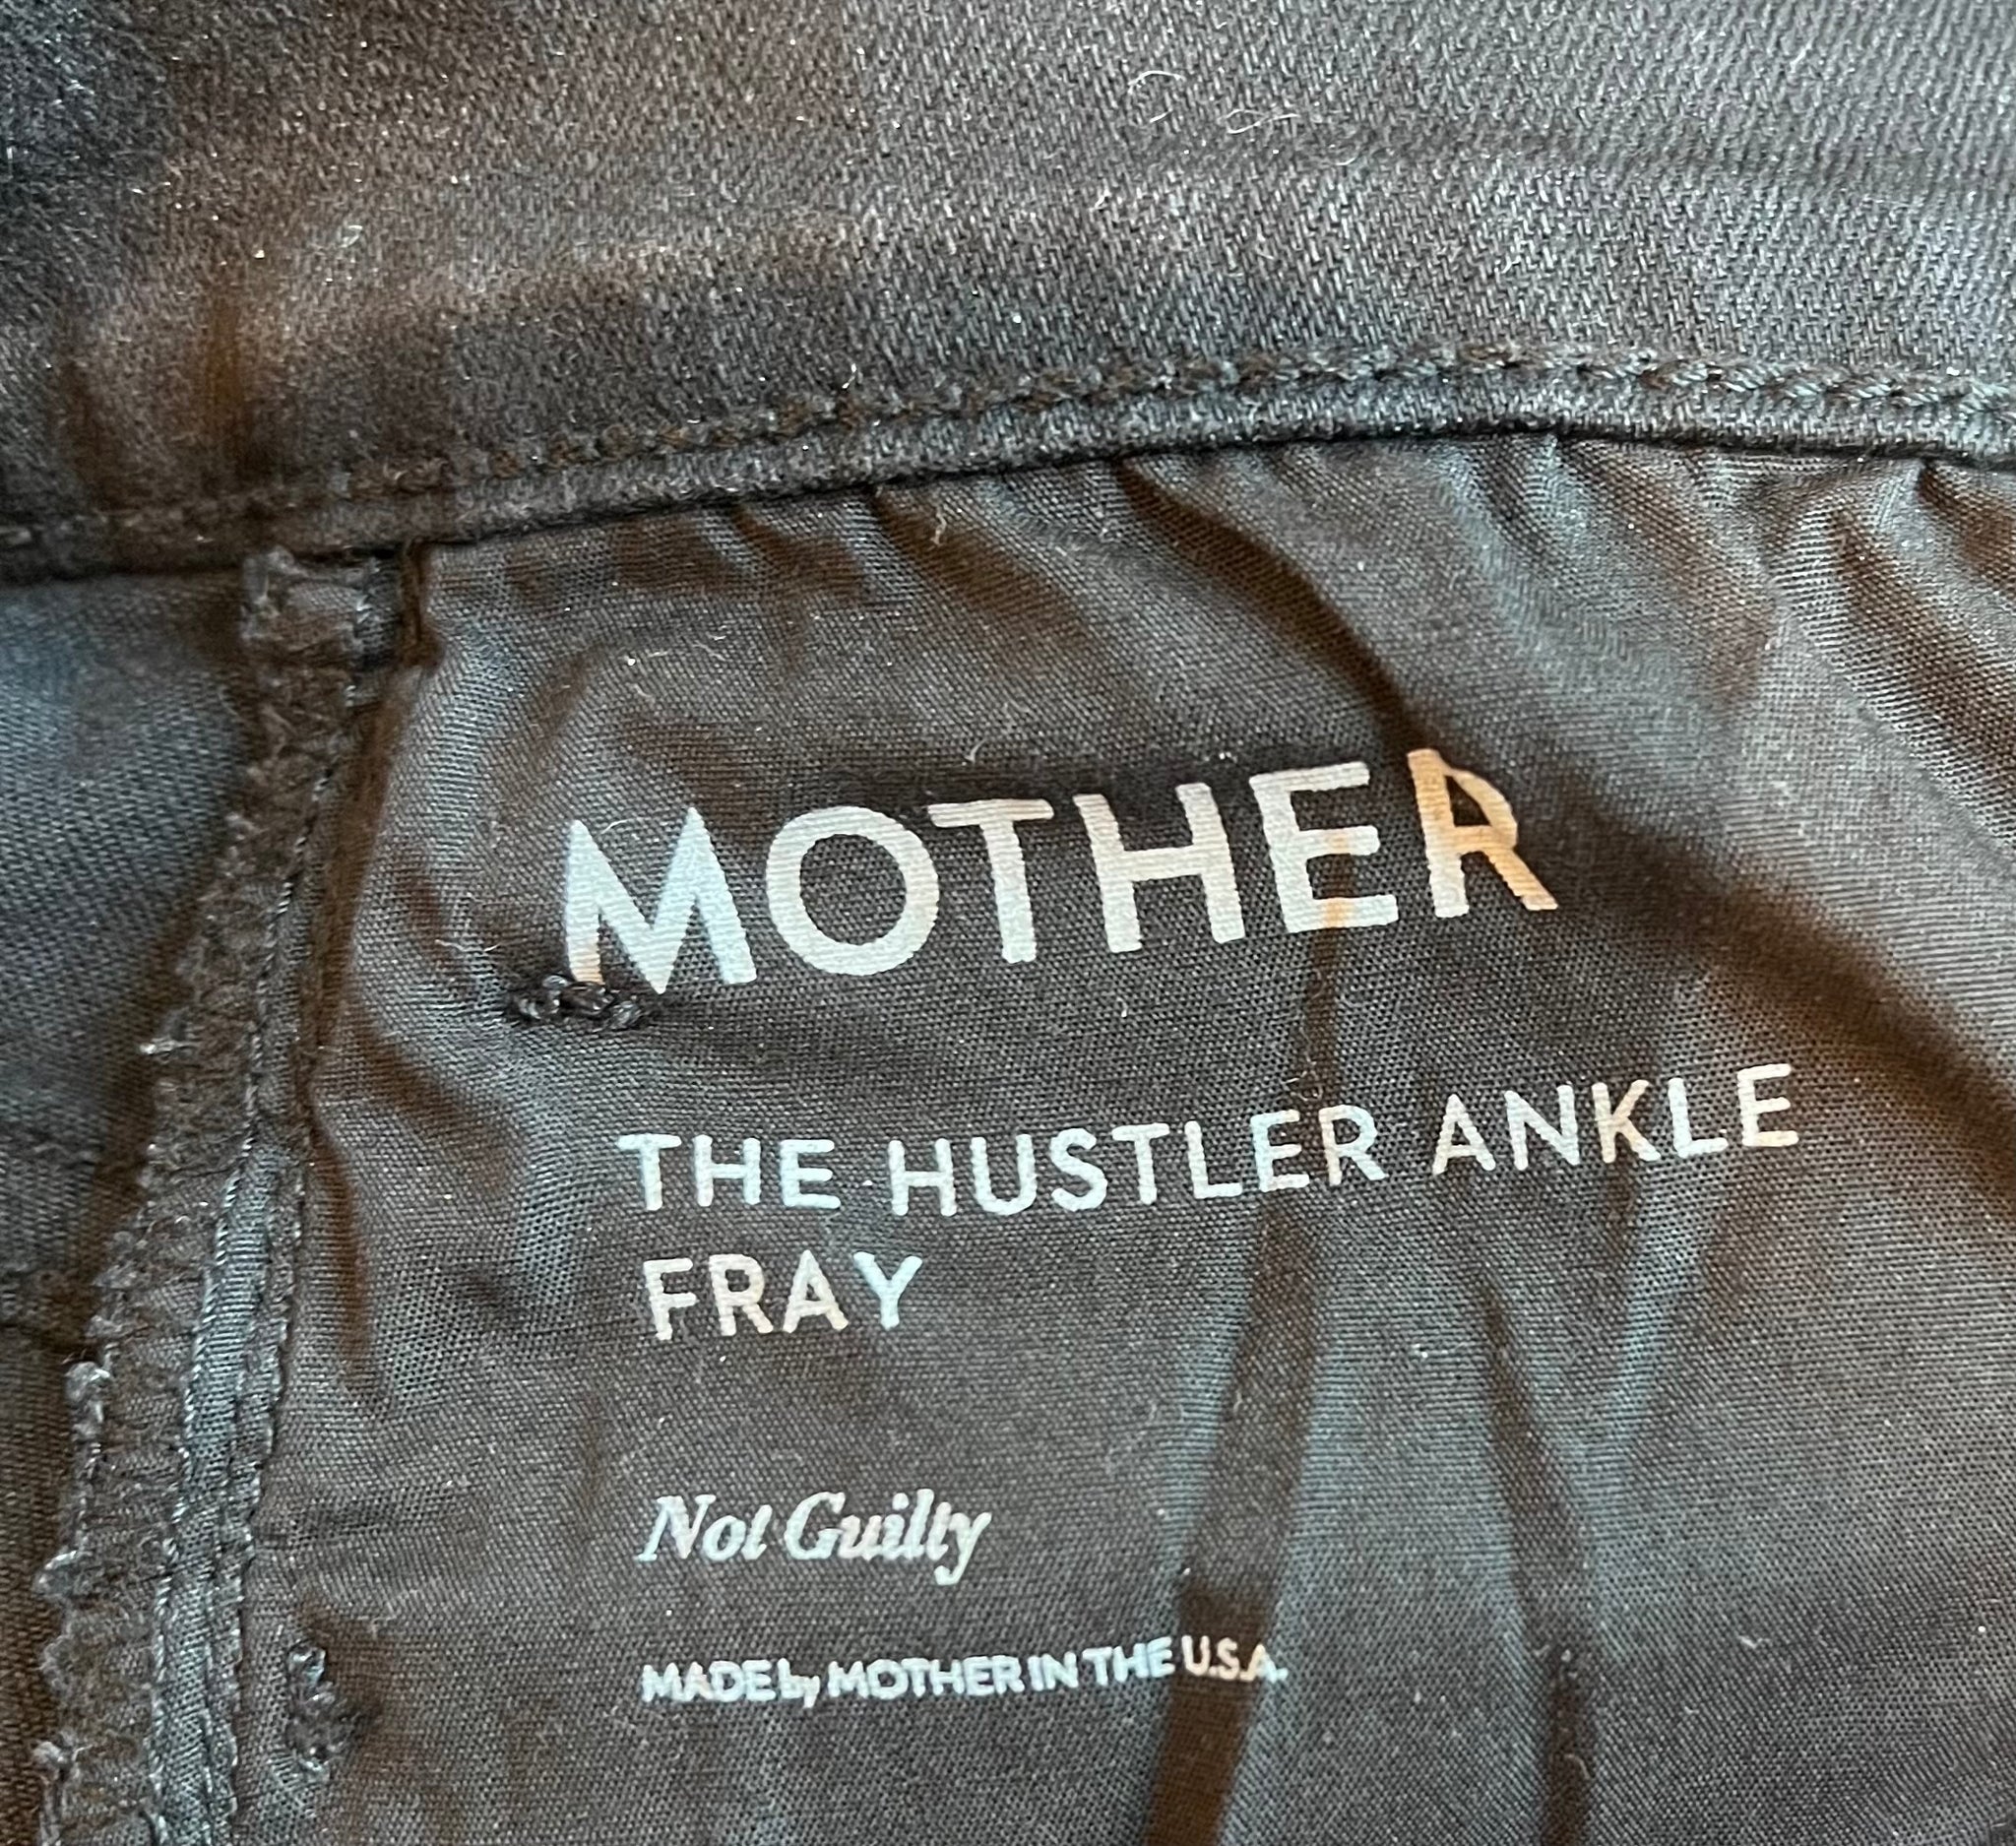 MOTHER
THE HUSTLER ANKLE
FRAY
Not Guilty
MADE by MOTHER IN THE U.S.A.